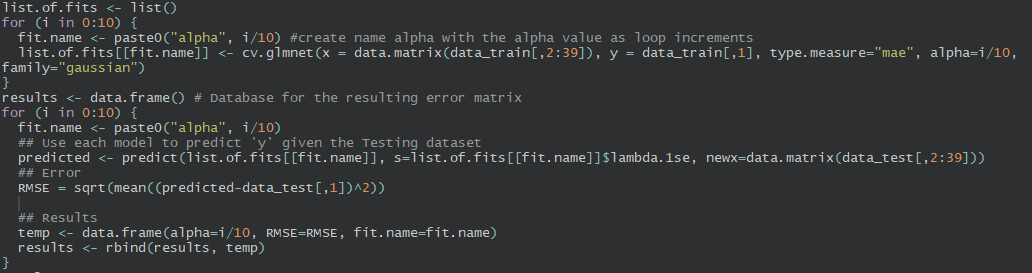 list.of.fits <- list()
for (i in 0:10) {
  fit.name <- paste0("alpha", i/10) #create name alpha with the alpha value as loop increments
  list.of.fits[[fit.name]] <- cv.glmnet(x = data.matrix(data_train[,2:39]), y = data_train[,1], type.measure="mae", alpha=i/10,
family="gaussian")
}
results <- data.frame() # Database for the resulting error matrix
for (i in 0:10) {
  fit.name <- paste0("alpha", i/10)
  ## Use each model to predict 'y' given the Testing dataset
  predicted <- predict(list.of.fits[[fit.name]], s=list.of.fits[[fit.name]]$lambda.1se, newx=data.matrix(data_test[,2:39]))
  ## Error
  RMSE = sqrt(mean((predicted-data_test[,1])^2))
  ## Results
  temp <- data.frame(alpha=i/10, RMSE=RMSE, fit.name=fit.name)
  results <- rbind(results, temp)
}